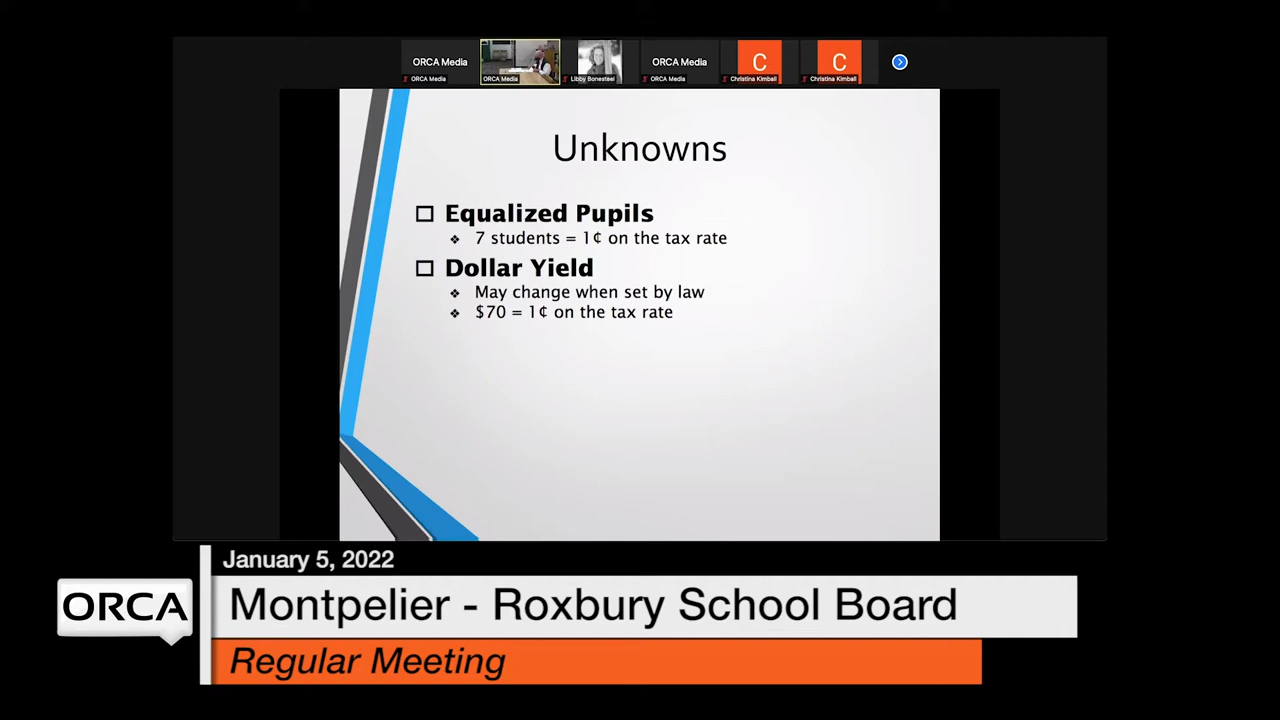 ORCA Media
ORCA Media
ORCA Media
Libby Bonesteel
ORCA Media
ORCA Media
C
Christina Kimball
C
Christina Kimball
Unknowns
Equalized Pupils
7 students = 1¢ on the tax rate
Dollar Yield
May change when set by law
$70 = 1¢ on the tax rate
January 5, 2022
ORCA
Montpelier - Roxbury School Board
Regular Meeting